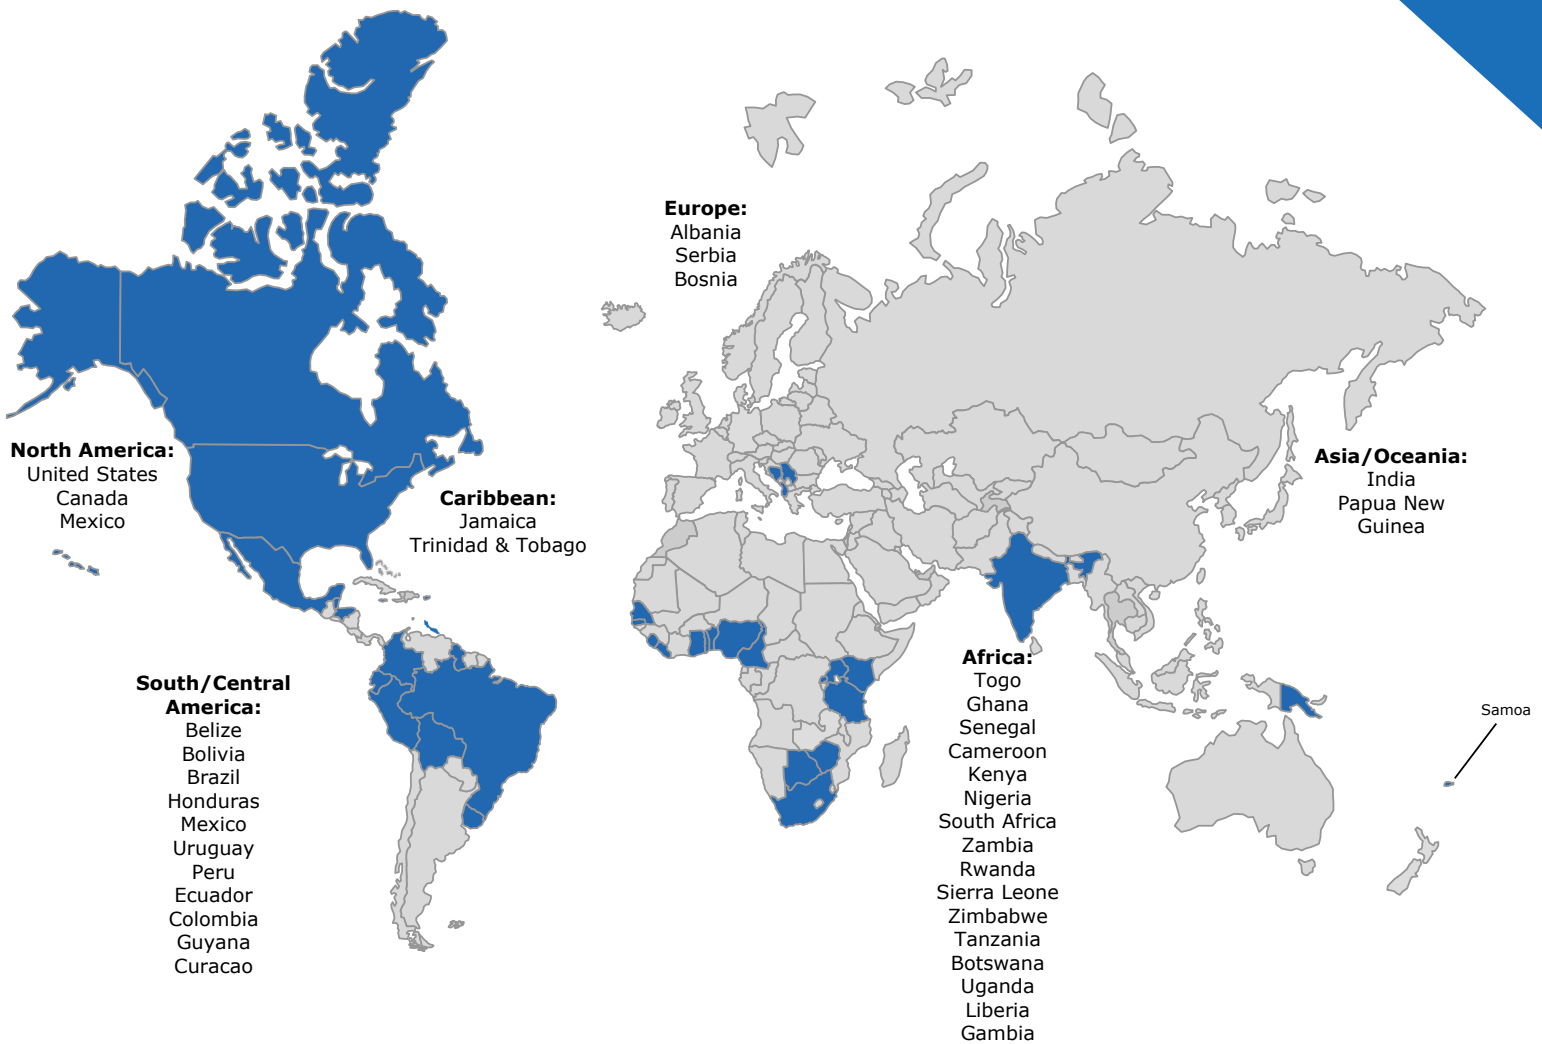 Europe:
Albania
Serbia
Bosnia
North America:
United States
Canada
Mexico
Caribbean:
Jamaica
Trinidad & Tobago
Asia/Oceania:
India
Papua New
Guinea
South/Central
America:
Belize
Bolivia
Brazil
Honduras
Mexico
Uruguay
Peru
Ecuador
Colombia
Guyana
Curacao
Africa:
Togo
Ghana
Senegal
Cameroon
Kenya
Nigeria
South Africa
Zambia
Rwanda
Sierra Leone
Zimbabwe
Tanzania
Botswana
Uganda
Liberia
Gambia
Samoa